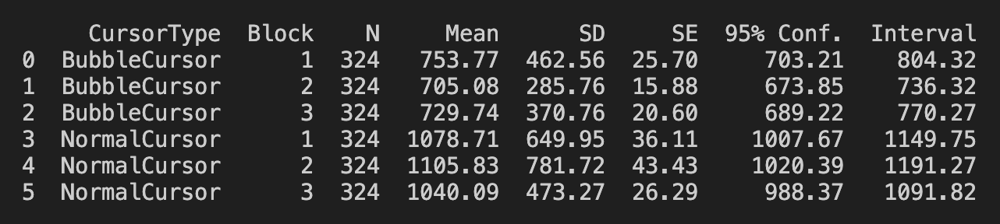 CursorType Block N Mean SD SE 95% Conf. Interval
0 BubbleCursor 1 324 753.77 462.56 25.70 703.21 804.32
1 BubbleCursor 2 324 705.08 285.76 15.88 673.85 736.32
2 BubbleCursor 3 324 729.74 370.76 20.60 689.22 770.27
3 NormalCursor 1 324 1078.71 649.95 36.11 1007.67 1149.75
4 NormalCursor 2 324 1105.83 781.72 43.43 1020.39 1191.27
5 NormalCursor 3 324 1040.09 473.27 26.29 988.37 1091.82